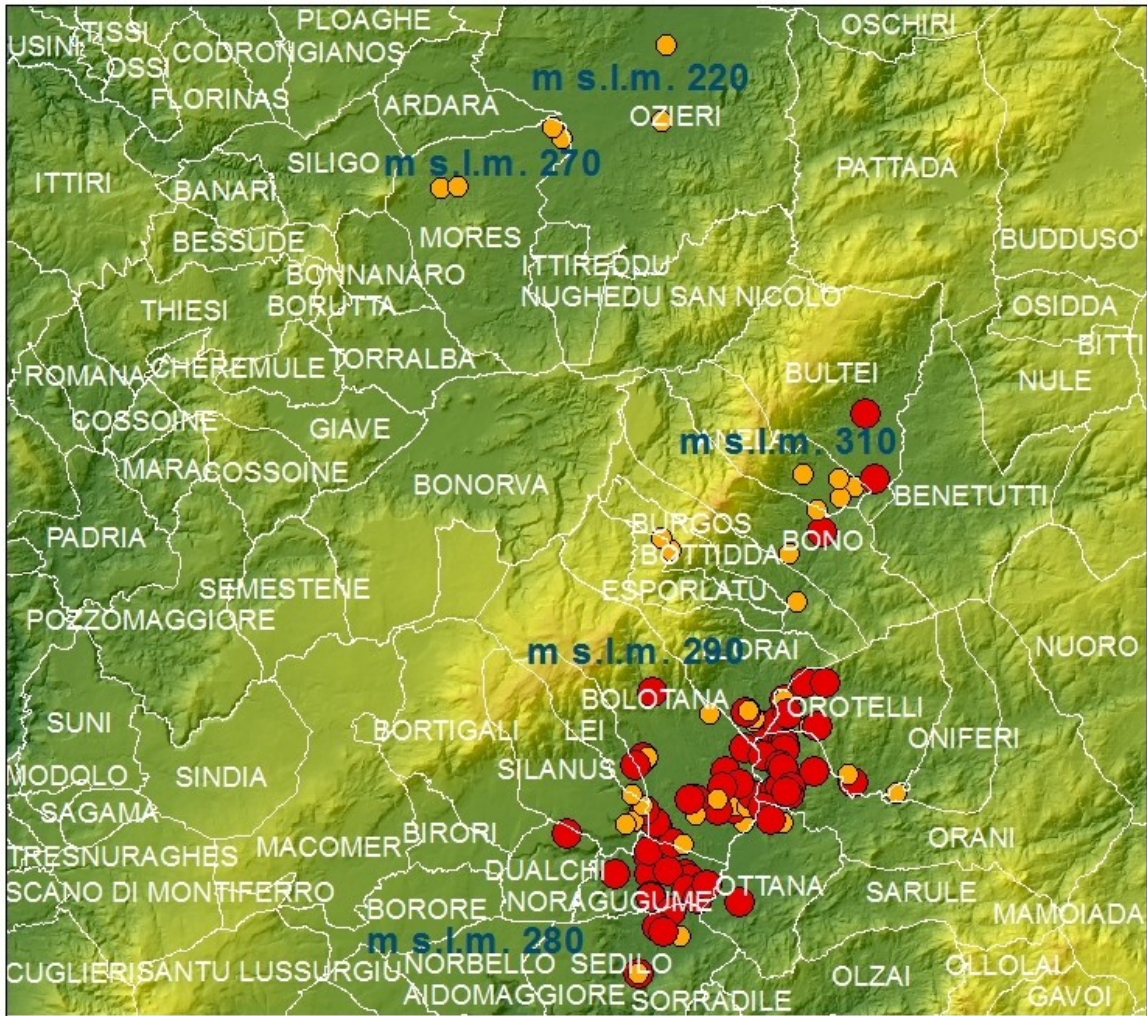 PLOAGHE
OSCHIRI
TISSI
USINI
CODRONGIANOS
OSSI
m s.l.m. 220
FLORINAS
ARDARA
OZIERI
SILIGO
m s.l.m. 270
PATTADA
ITTIRI
BANARI
BESSUDE
MORES
BUDDUSO'
ITTIREDDU
BONNANARO
NUGHEDU SAN NICOLO'
THIESI
BORUTTA
OSIDDA
BITTI
TORRALBA
CHEREMULE
ROMANA
BULTEI
NULE
COSSOINE
GIAVE
m s.l.m. 310
MARA
COSSOINE
BONORVA
BENETUTTI
BURGOS
PADRIA
BONO
BOTTIDDA
SEMESTENE
ESPORLATU
POZZOMAGGIORE
NUORO
m s.l.m. 290
BOLOTANA
OROTELLI
SUNI
BORTIGALI
LEI
ONIFERI
MODOLO
SINDIA
SILANUS
SAGAMA
BIRORI
ORANI
MACOMER
TRESNURAGHES
DUALCHI
OTTANA
SARULE
SCANO DI MONTIFERRO
NORAGUGUME
BORORE
MAMOIADA
m s.l.m. 280
CUGLIERI
SANTU LUSSURGIU
NORBELLO
SEDILO
OLZAI
OLLOLAI
AIDOMAGGIORE
SORRADILE
GAVOI